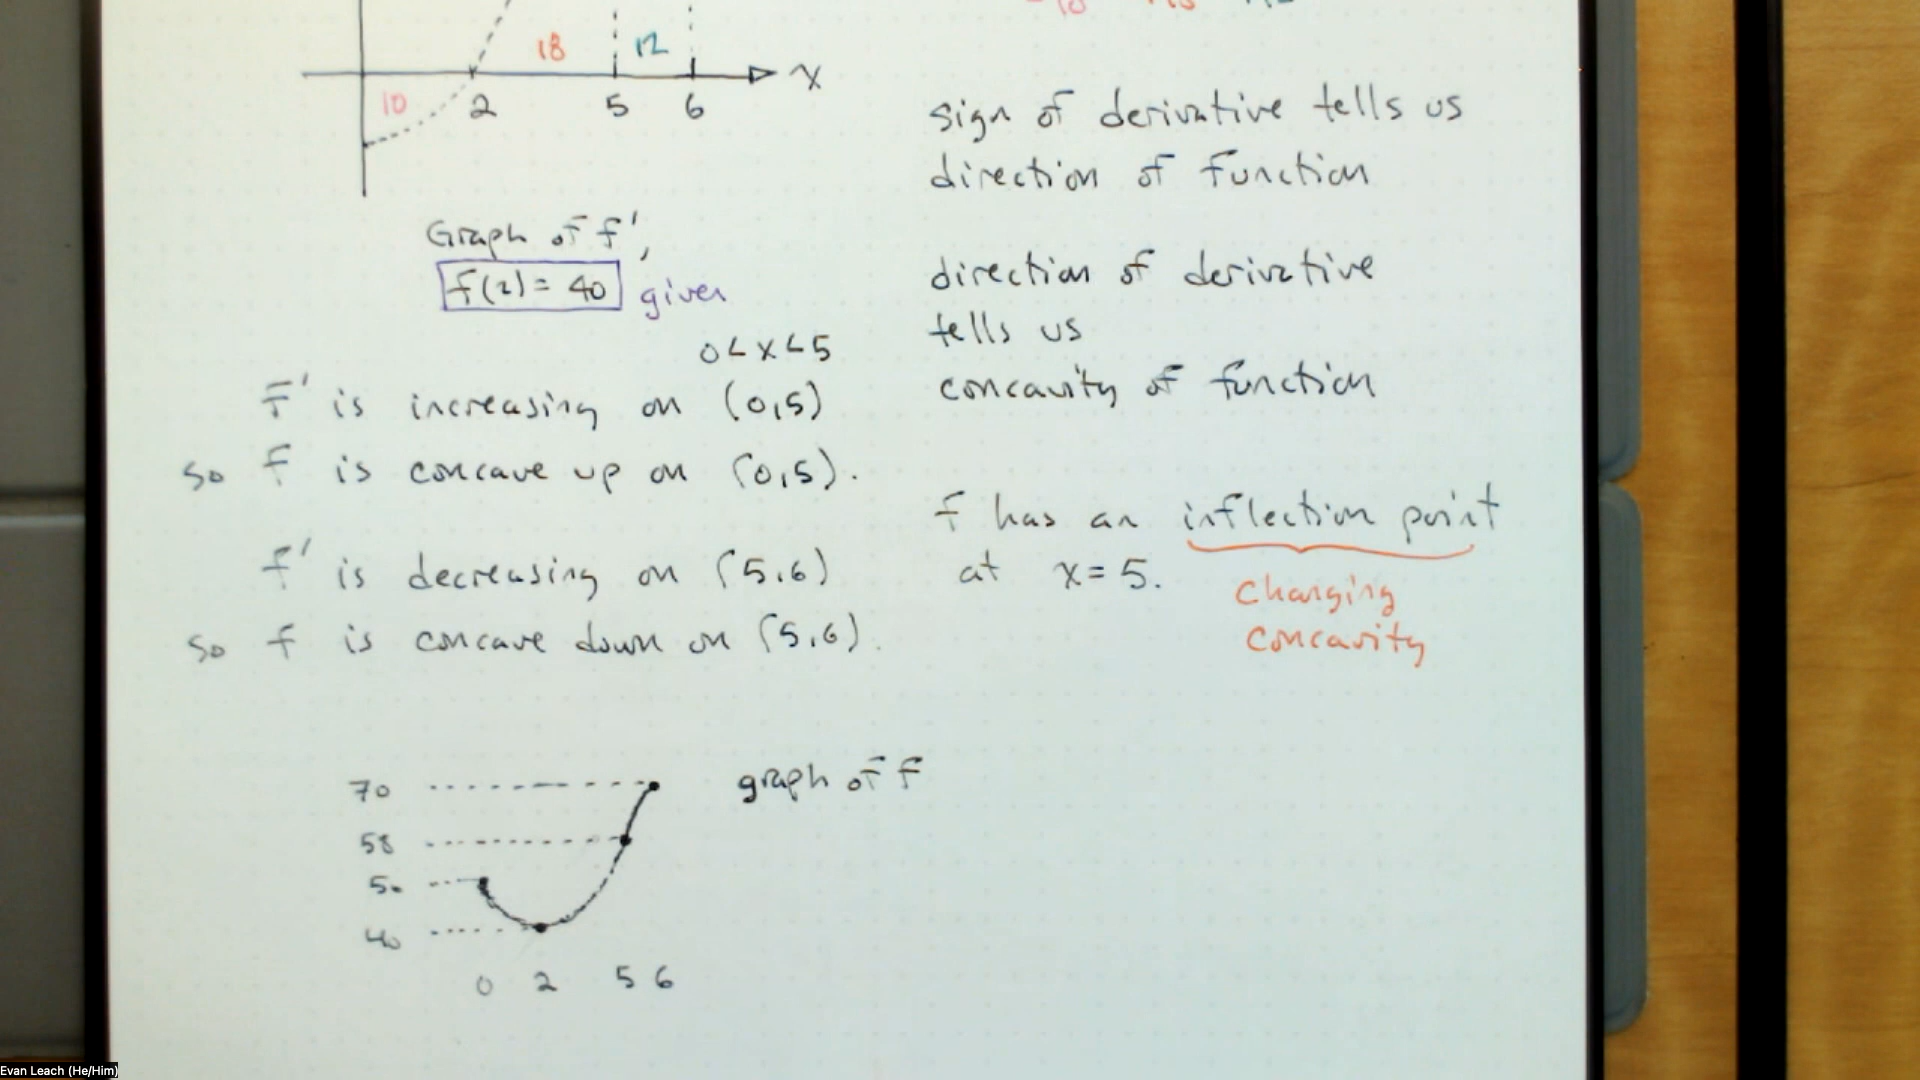 18 12
x
10 2 5 6
Graph of f',
f(2) = 40 given
0 < x < 5
f' is increasing on (0,5)
so f is concave up on (0,5).
f' is decreasing on (5,6)
so f is concave down on (5,6).
sign of derivative tells us
direction of function
direction of derivative
tells us
concavity of function
f has an inflection point
at x = 5.
Changing
Concavity
70 graph of f
58
50
40
0 2 5 6
Evan Leach (He/Him)